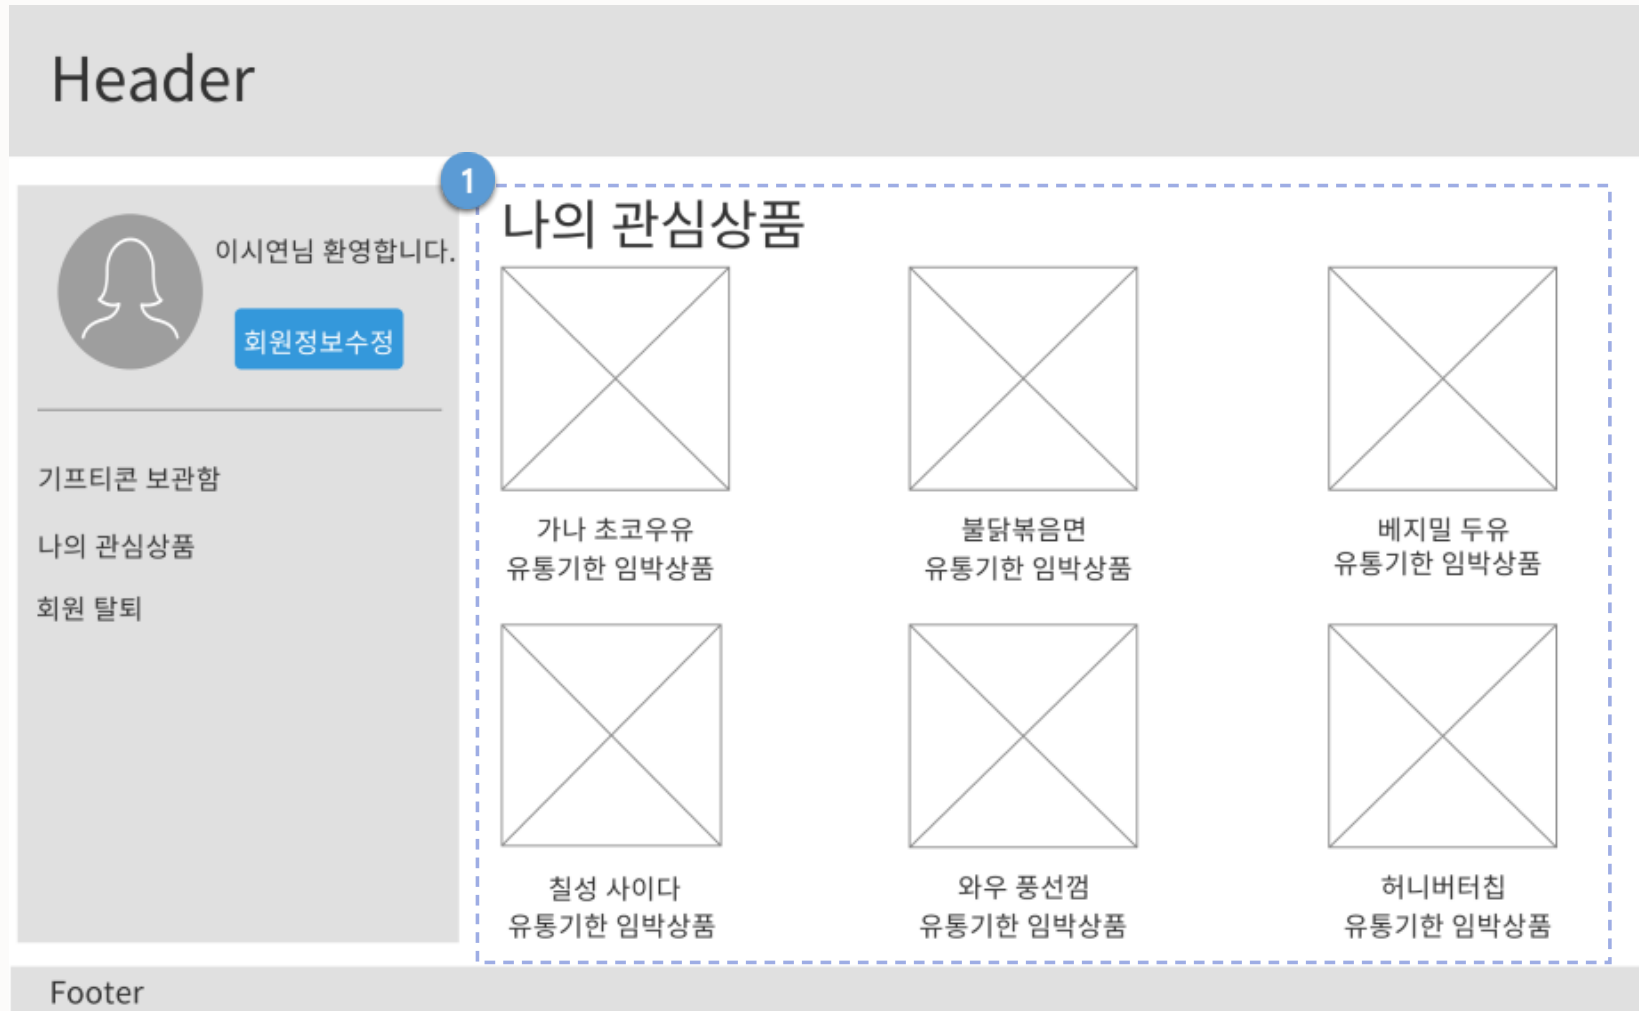 Header
1
이시연님 환영합니다.
회원정보수정
기프티콘 보관함
나의 관심상품
회원 탈퇴
나의 관심상품
가나 초코우유
유통기한 임박상품
불닭볶음면
유통기한 임박상품
베지밀 두유
유통기한 임박상품
칠성 사이다
유통기한 임박상품
와우 풍선껌
유통기한 임박상품
허니버터칩
유통기한 임박상품
Footer